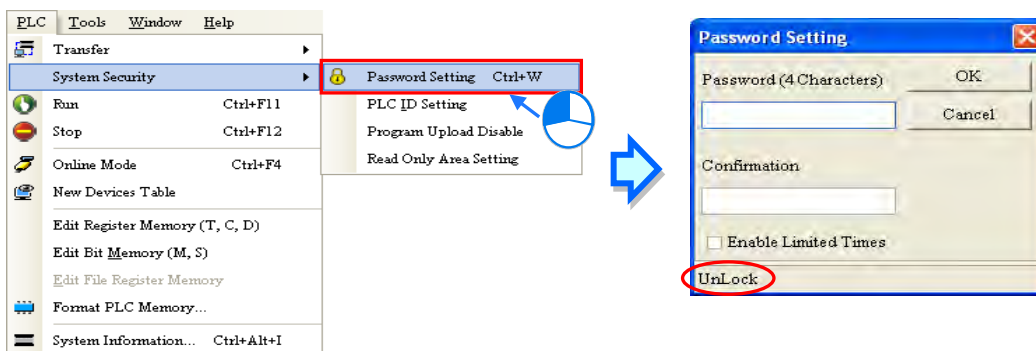 PLC Tools Window Help
Transfer
System Security
Run Ctrl+F11
Stop Ctrl+F12
Online Mode Ctrl+F4
New Devices Table
Edit Register Memory (T, C, D)
Edit Bit Memory (M, S)
Edit File Register Memory
Format PLC Memory...
System Information... Ctrl+Alt+I
Password Setting Ctrl+W
PLC ID Setting
Program Upload Disable
Read Only Area Setting
Password Setting
Password (4 Characters) OK
Cancel
Confirmation
Enable Limited Times
UnLock